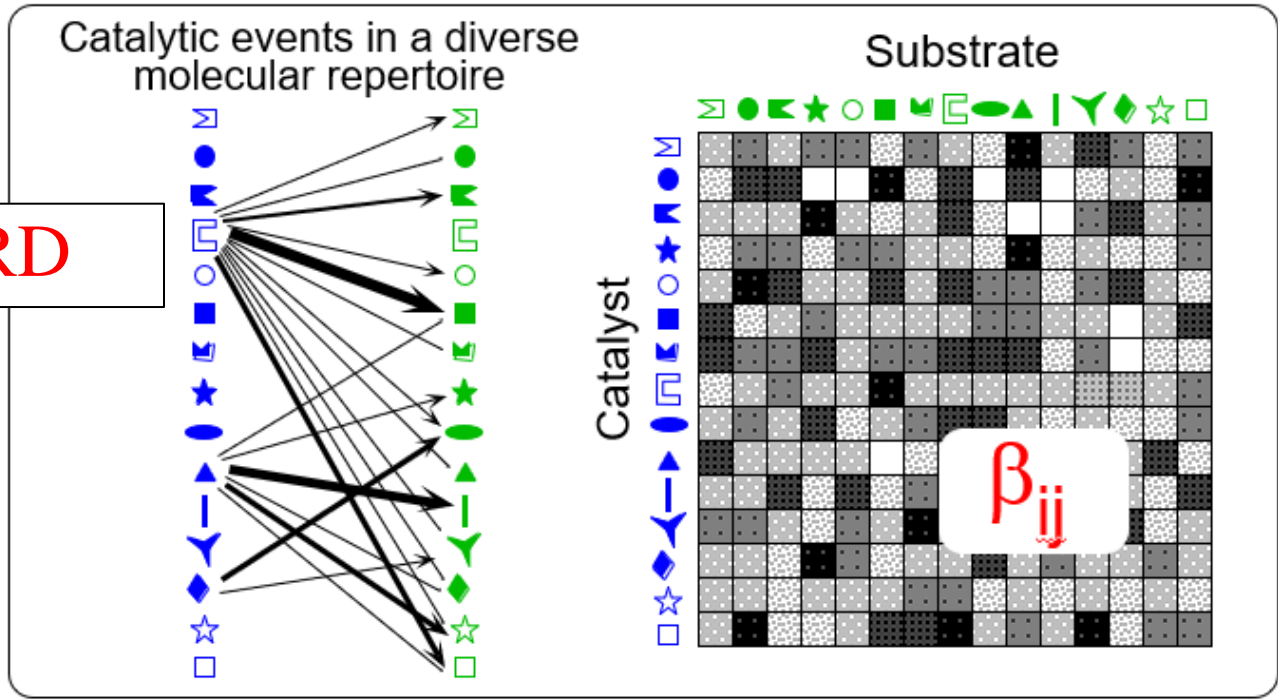 Catalytic events in a diverse
molecular repertoire
RD
Substrate
Catalyst
βij